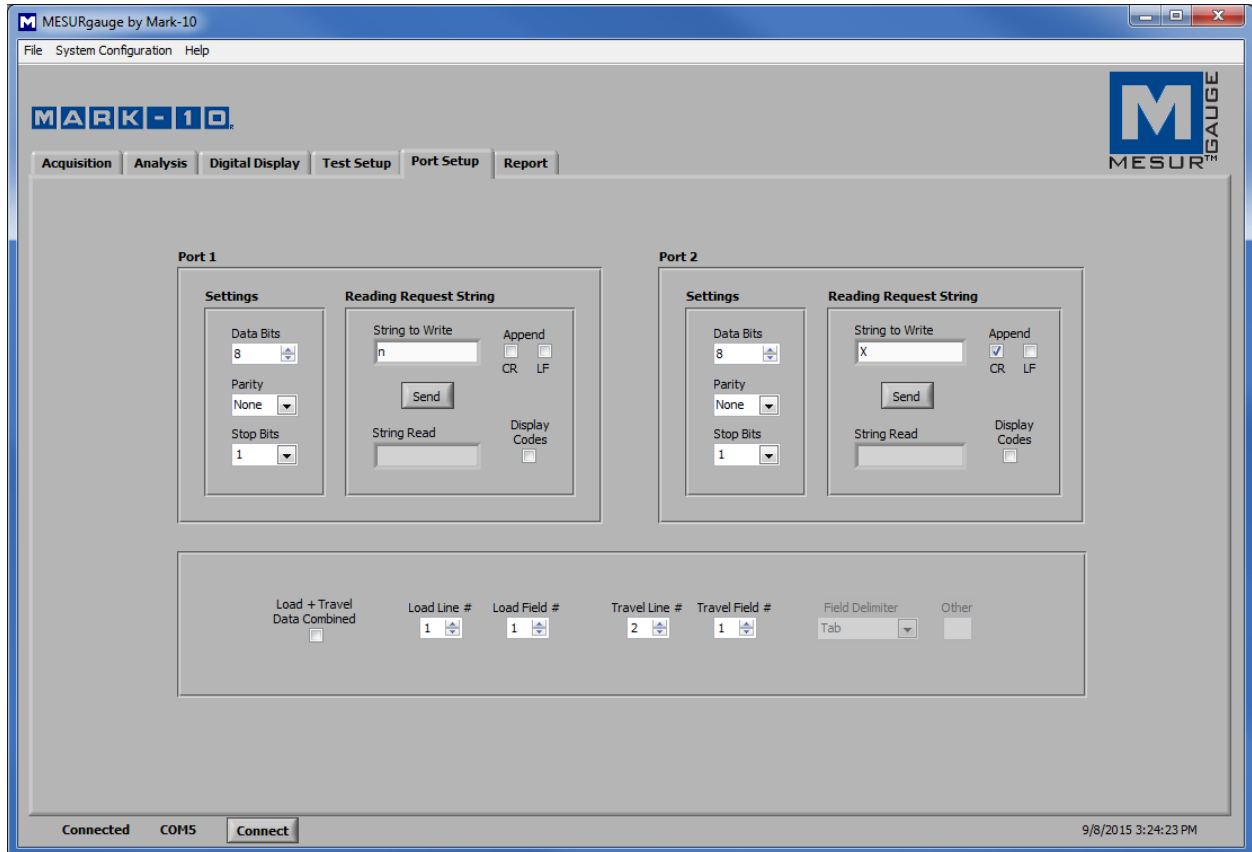 MESURgauge by Mark-10
File System Configuration Help
MARK-10
MESUR™ GAUGE
Acquisition Analysis Digital Display Test Setup Port Setup Report
Port 1
Settings
Data Bits
8
Parity
None
Stop Bits
1
Reading Request String
String to Write
n
Append
CR LF
Send
String Read
Display
Codes
Port 2
Settings
Data Bits
8
Parity
None
Stop Bits
1
Reading Request String
String to Write
X
Append
CR LF
Send
String Read
Display
Codes
Load + Travel
Data Combined
Load Line #
1
Load Field #
1
Travel Line #
2
Travel Field #
1
Field Delimiter
Tab
Other
Connected COM5 Connect 9/8/2015 3:24:23 PM